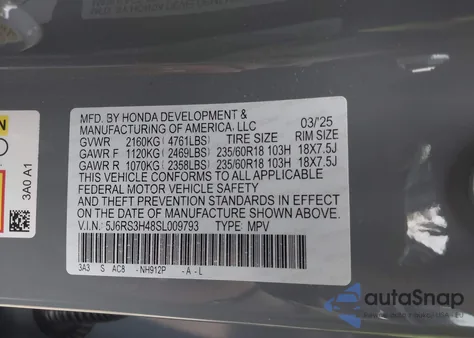 MFD. BY HONDA DEVELOPMENT &
MANUFACTURING OF AMERICA, LLC 03/'25
GVWR 2160KG (4761LBS) TIRE SIZE RIM SIZE
GAWR F 1120KG (2469LBS) 235/60R18 103H 18X7.5J
GAWR R 1070KG (2358LBS) 235/60R18 103H 18X7.5J
THIS VEHICLE CONFORMS TO ALL APPLICABLE
FEDERAL MOTOR VEHICLE SAFETY
AND THEFT PREVENTION STANDARDS IN EFFECT
ON THE DATE OF MANUFACTURE SHOWN ABOVE.
V.I.N.: 5J6RS3H48SL009793 TYPE: MPV
3A3 S AC8 -NH912P -A-L
3A0 A1
autoSnap